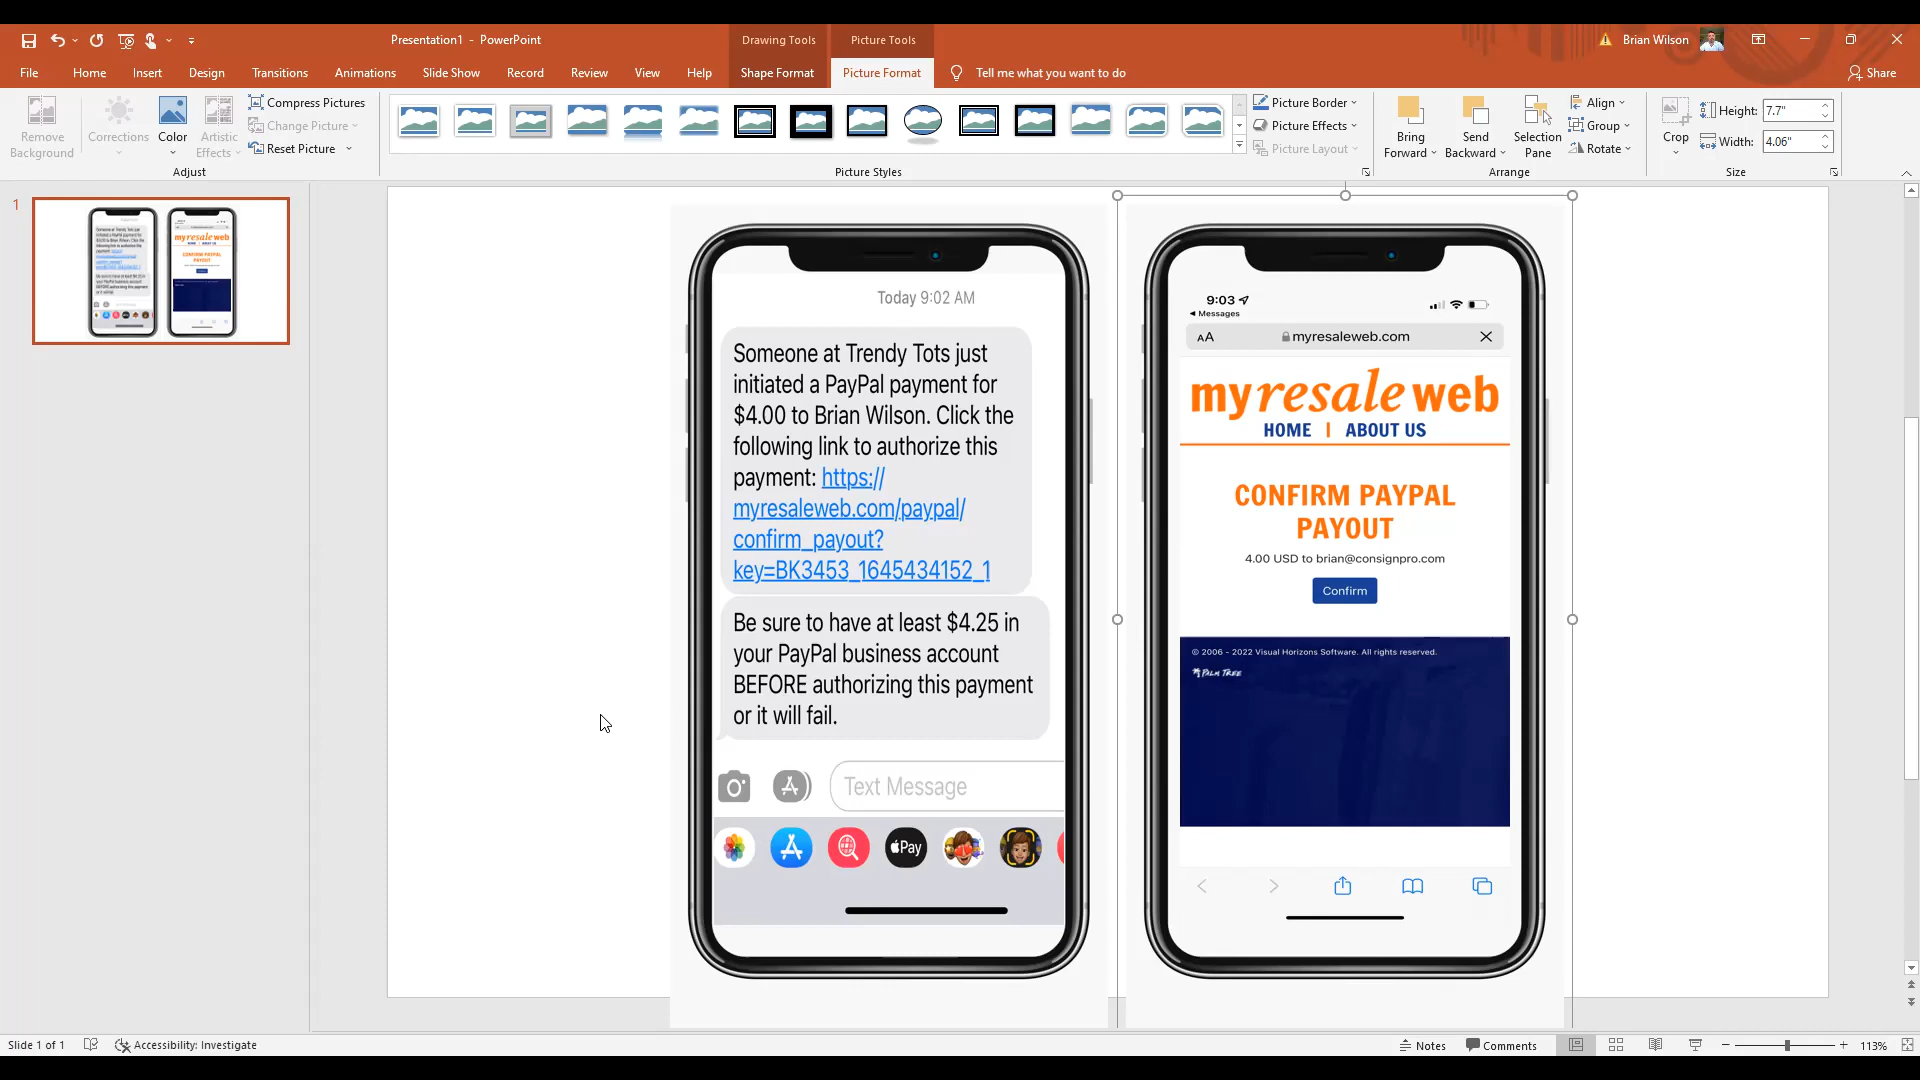 Presentation1 - PowerPoint
Drawing Tools
Picture Tools
Brian Wilson
File
Home
Insert
Design
Transitions
Animations
Slide Show
Record
Review
View
Help
Shape Format
Picture Format
Tell me what you want to do
Share
Remove
Background
Corrections
Color
Artistic
Effects
Compress Pictures
Change Picture
Reset Picture
Adjust
Picture Styles
Picture Border
Picture Effects
Picture Layout
Bring
Forward
Send
Backward
Selection
Pane
Align
Group
Rotate
Arrange
Crop
Height: 7.7"
Width: 4.06"
Size
1
Today 9:02 AM
Someone at Trendy Tots just
initiated a PayPal payment for
$4.00 to Brian Wilson. Click the
following link to authorize this
payment: https://
myresaleweb.com/paypal/
confirm_payout?
key=BK3453_1645434152_1
Be sure to have at least $4.25 in
your PayPal business account
BEFORE authorizing this payment
or it will fail.
Text Message
Pay
9:03
Messages
AA
myresaleweb.com
my resale web
HOME | ABOUT US
CONFIRM PAYPAL
PAYOUT
4.00 USD to brian@consignpro.com
Confirm
© 2006 - 2022 Visual Horizons Software. All rights reserved.
PALM TREE
Slide 1 of 1
Accessibility: Investigate
Notes
Comments
113%